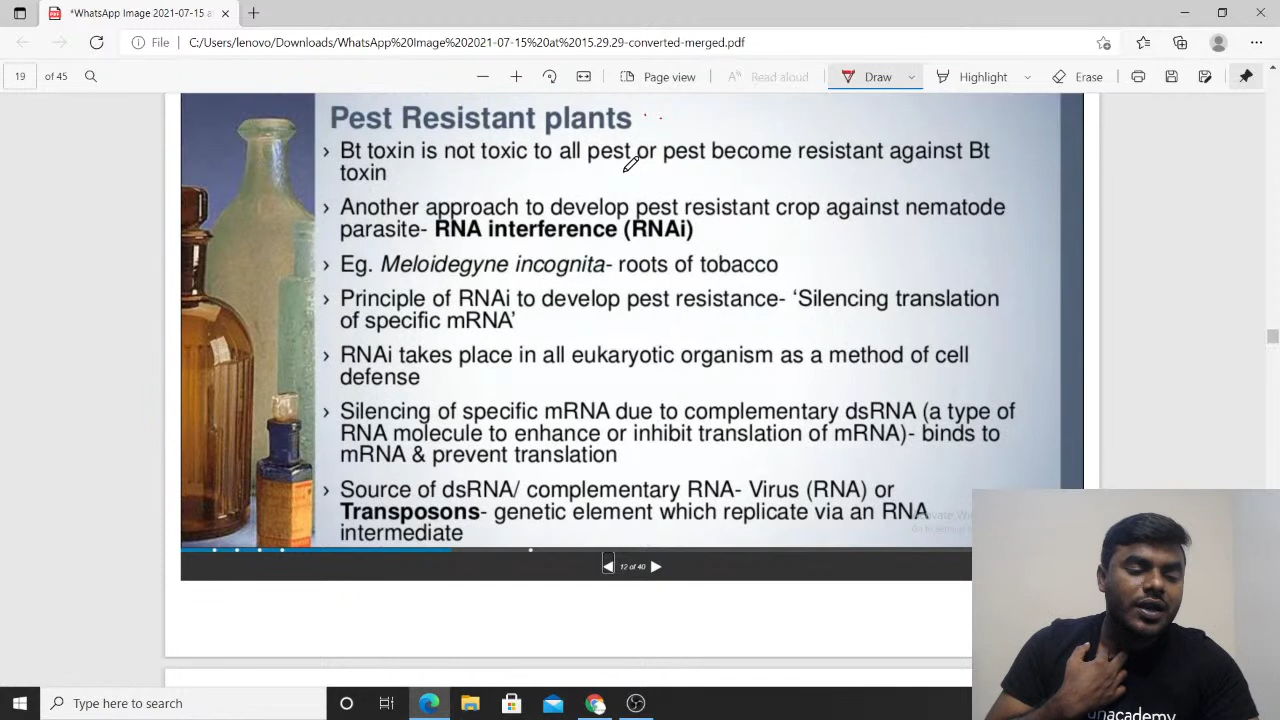 *WhatsApp Image 2021-07-15 a
File
C:/Users/lenovo/Downloads/WhatsApp%20Image%202021-07-15%20at%2015.29.29-converted-merged.pdf
19
of 45
Page view
Read aloud
Draw
Highlight
Erase
Pest Resistant plants
› Bt toxin is not toxic to all pest or pest become resistant against Bt
toxin
› Another approach to develop pest resistant crop against nematode
parasite- RNA interference (RNAi)
› Eg. Meloidegyne incognita- roots of tobacco
› Principle of RNAi to develop pest resistance- ‘Silencing translation
of specific mRNA’
› RNAi takes place in all eukaryotic organism as a method of cell
defense
› Silencing of specific mRNA due to complementary dsRNA (a type of
RNA molecule to enhance or inhibit translation of mRNA)- binds to
mRNA & prevent translation
› Source of dsRNA/ complementary RNA- Virus (RNA) or
Transposons- genetic element which replicate via an RNA
intermediate
12 of 40
Type here to search
unacademy